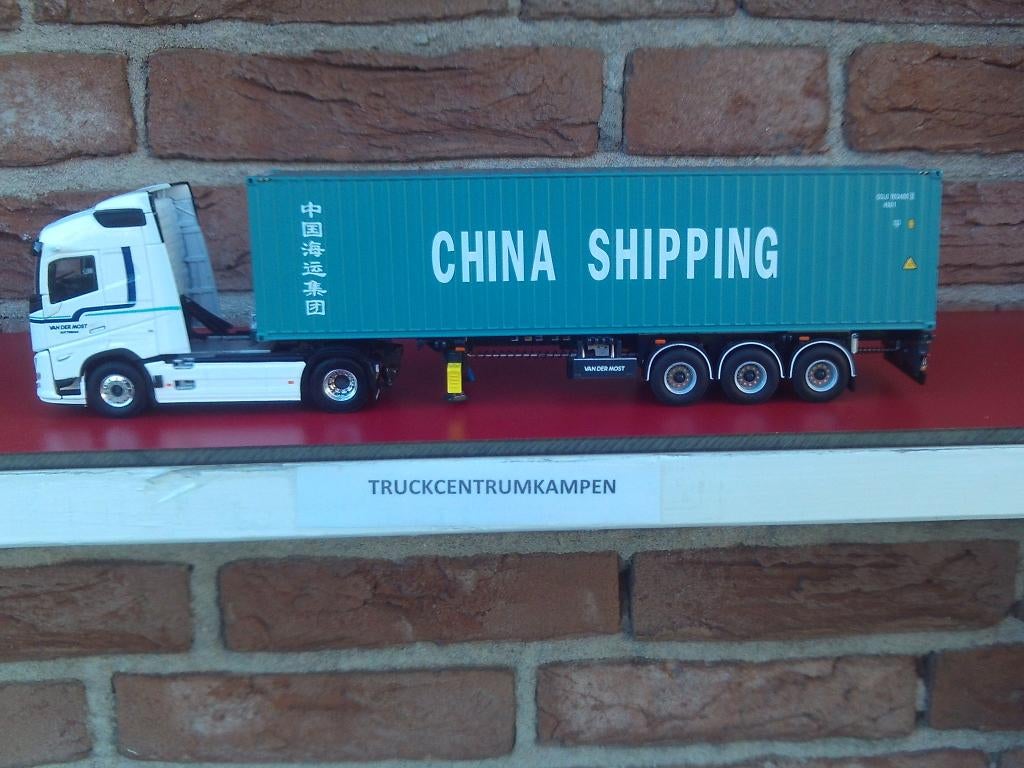 中国海运集团
CHINA SHIPPING
VAN DER MOST
VAN DER MOST
TRUCKCENTRUMKAMPEN